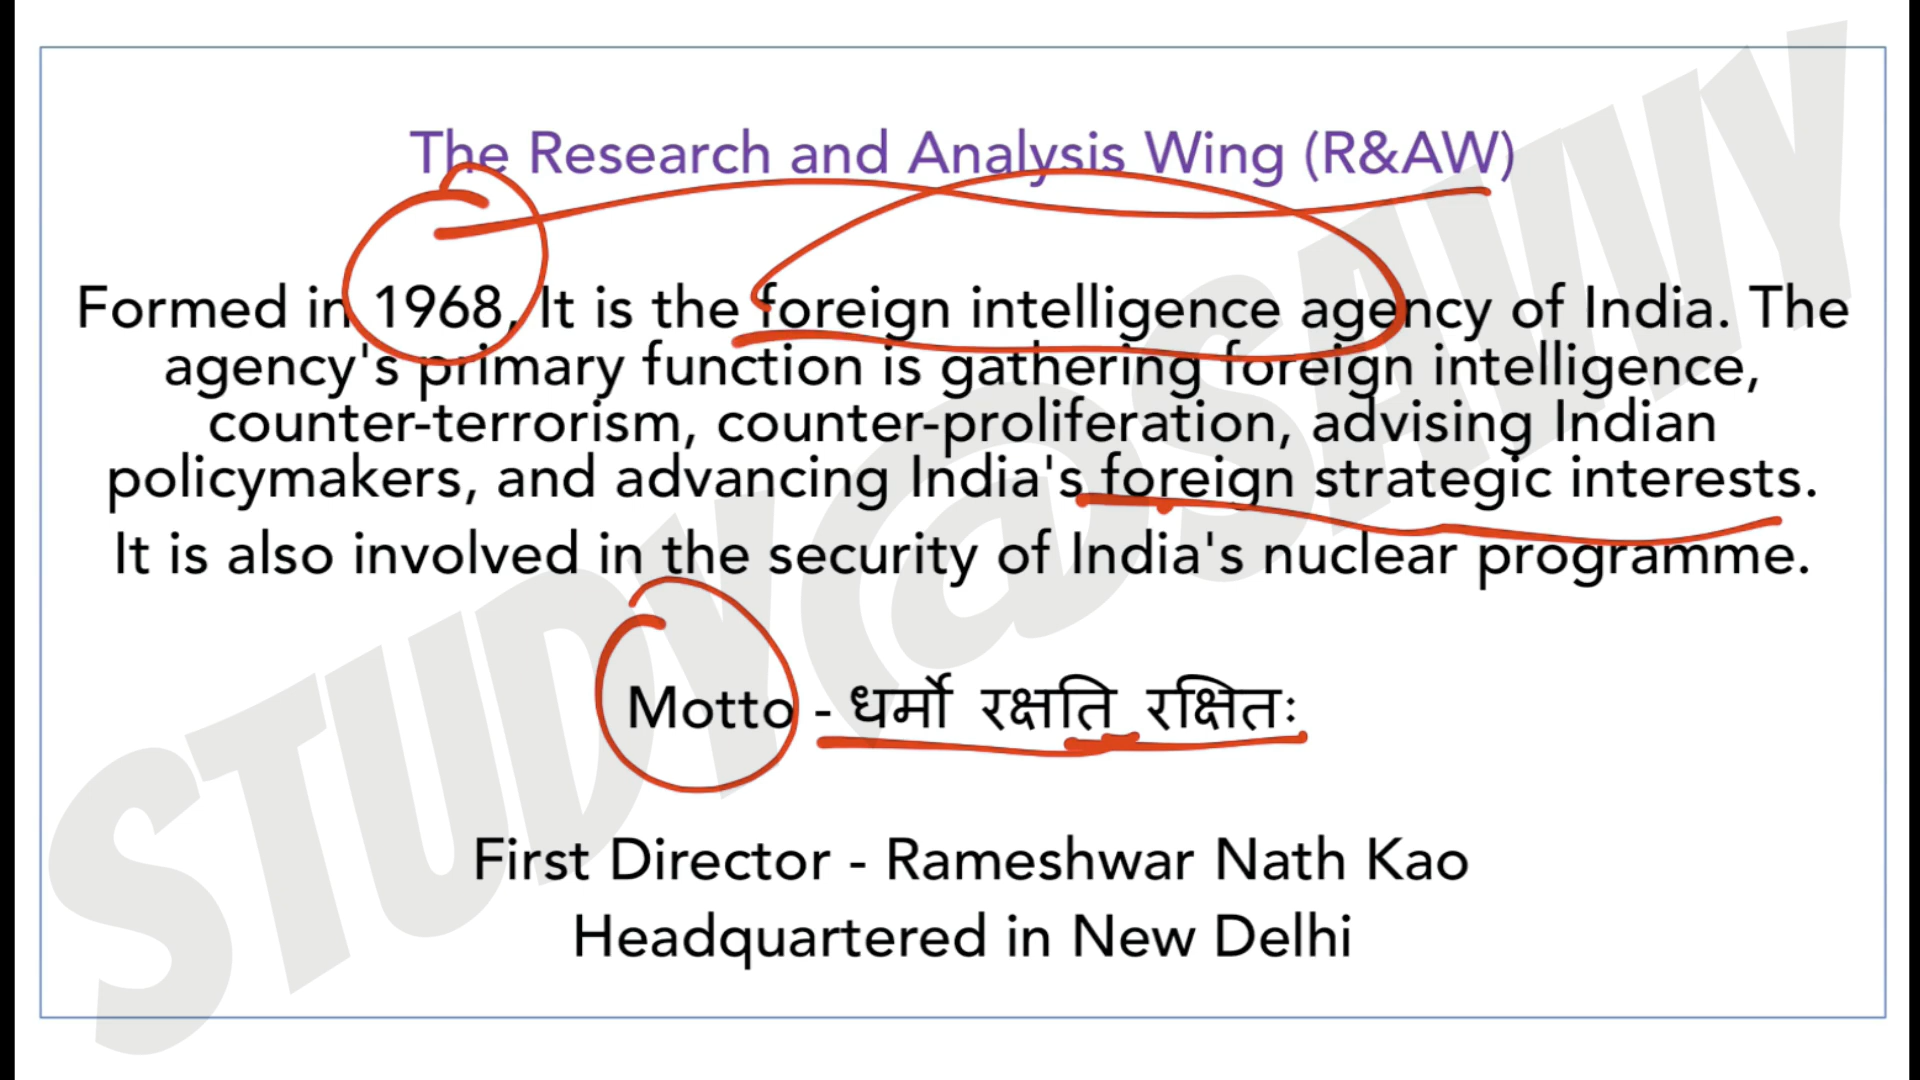 The Research and Analysis Wing (R&AW)
Formed in 1968, It is the foreign intelligence agency of India. The
agency's primary function is gathering foreign intelligence,
counter-terrorism, counter-proliferation, advising Indian
policymakers, and advancing India's foreign strategic interests.
It is also involved in the security of India's nuclear programme.
Motto - धर्मो रक्षति रक्षितः
First Director - Rameshwar Nath Kao
Headquartered in New Delhi
STUDY@SAVVY